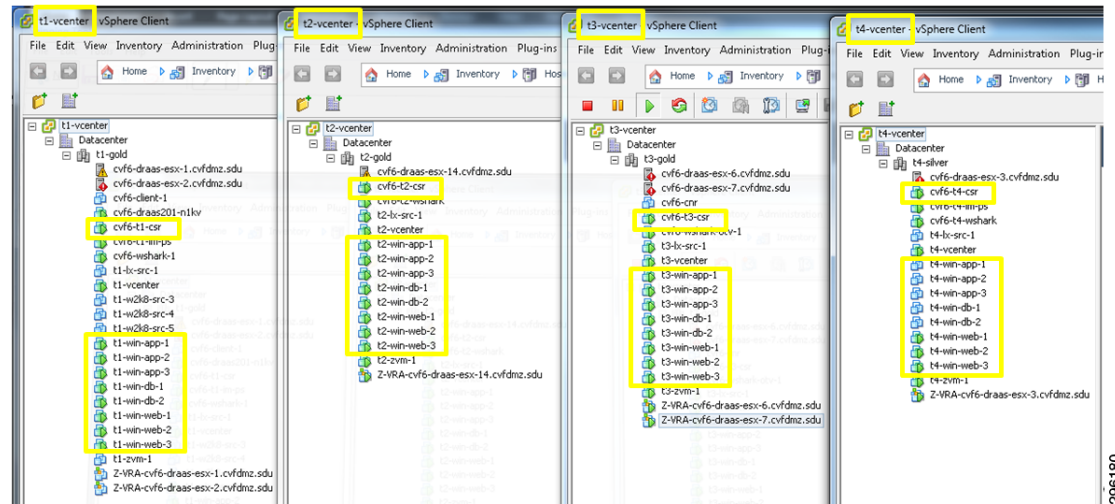 t1-vcenter - vSphere Client
File Edit View Inventory Administration Plug-
Home Inventory
t1-vcenter
Datacenter
t1-gold
cvf6-draas-esx-1.cvfdmz.sdu
cvf6-draas-esx-2.cvfdmz.sdu
cvf6-client-1
cvf6-draas201-n1kv
cvf6-t1-csr
cvf6-t1-lm-ps
cvf6-wshark-1
t1-lx-src-1
t1-vcenter
t1-w2k8-src-3
t1-w2k8-src-4
t1-w2k8-src-5
t1-win-app-1
t1-win-app-2
t1-win-app-3
t1-win-db-1
t1-win-db-2
t1-win-web-1
t1-win-web-2
t1-win-web-3
t1-zvm-1
Z-VRA-cvf6-draas-esx-1.cvfdmz.sdu
Z-VRA-cvf6-draas-esx-2.cvfdmz.sdu
t2-vcenter - vSphere Client
File Edit View Inventory Administration Plug-ins
Home Inventory Hos
t2-vcenter
Datacenter
t2-gold
cvf6-draas-esx-14.cvfdmz.sdu
cvf6-t2-csr
cvf6-t2-wshark
t2-lx-src-1
t2-vcenter
t2-win-app-1
t2-win-app-2
t2-win-app-3
t2-win-db-1
t2-win-db-2
t2-win-web-1
t2-win-web-2
t2-win-web-3
t2-zvm-1
Z-VRA-cvf6-draas-esx-14.cvfdmz.sdu
t3-vcenter - vSphere Client
File Edit View Inventory Administration Plug-i
Home Inventory
t3-vcenter
Datacenter
t3-gold
cvf6-draas-esx-6.cvfdmz.sdu
cvf6-draas-esx-7.cvfdmz.sdu
cvf6-cnr
cvf6-t3-csr
cvf6-wshark-otv-1
t3-lx-src-1
t3-vcenter
t3-win-app-1
t3-win-app-2
t3-win-app-3
t3-win-db-1
t3-win-db-2
t3-win-web-1
t3-win-web-2
t3-win-web-3
t3-zvm-1
Z-VRA-cvf6-draas-esx-6.cvfdmz.sdu
Z-VRA-cvf6-draas-esx-7.cvfdmz.sdu
t4-vcenter - vSphere Client
File Edit View Inventory Administration Plug-ir
Home Inventory H
t4-vcenter
Datacenter
t4-silver
cvf6-draas-esx-3.cvfdmz.sdu
cvf6-t4-csr
cvf6-t4-lm-ps
cvf6-t4-wshark
t4-lx-src-1
t4-vcenter
t4-win-app-1
t4-win-app-2
t4-win-app-3
t4-win-db-1
t4-win-db-2
t4-win-web-1
t4-win-web-2
t4-win-web-3
t4-zvm-1
Z-VRA-cvf6-draas-esx-3.cvfdmz.sdu